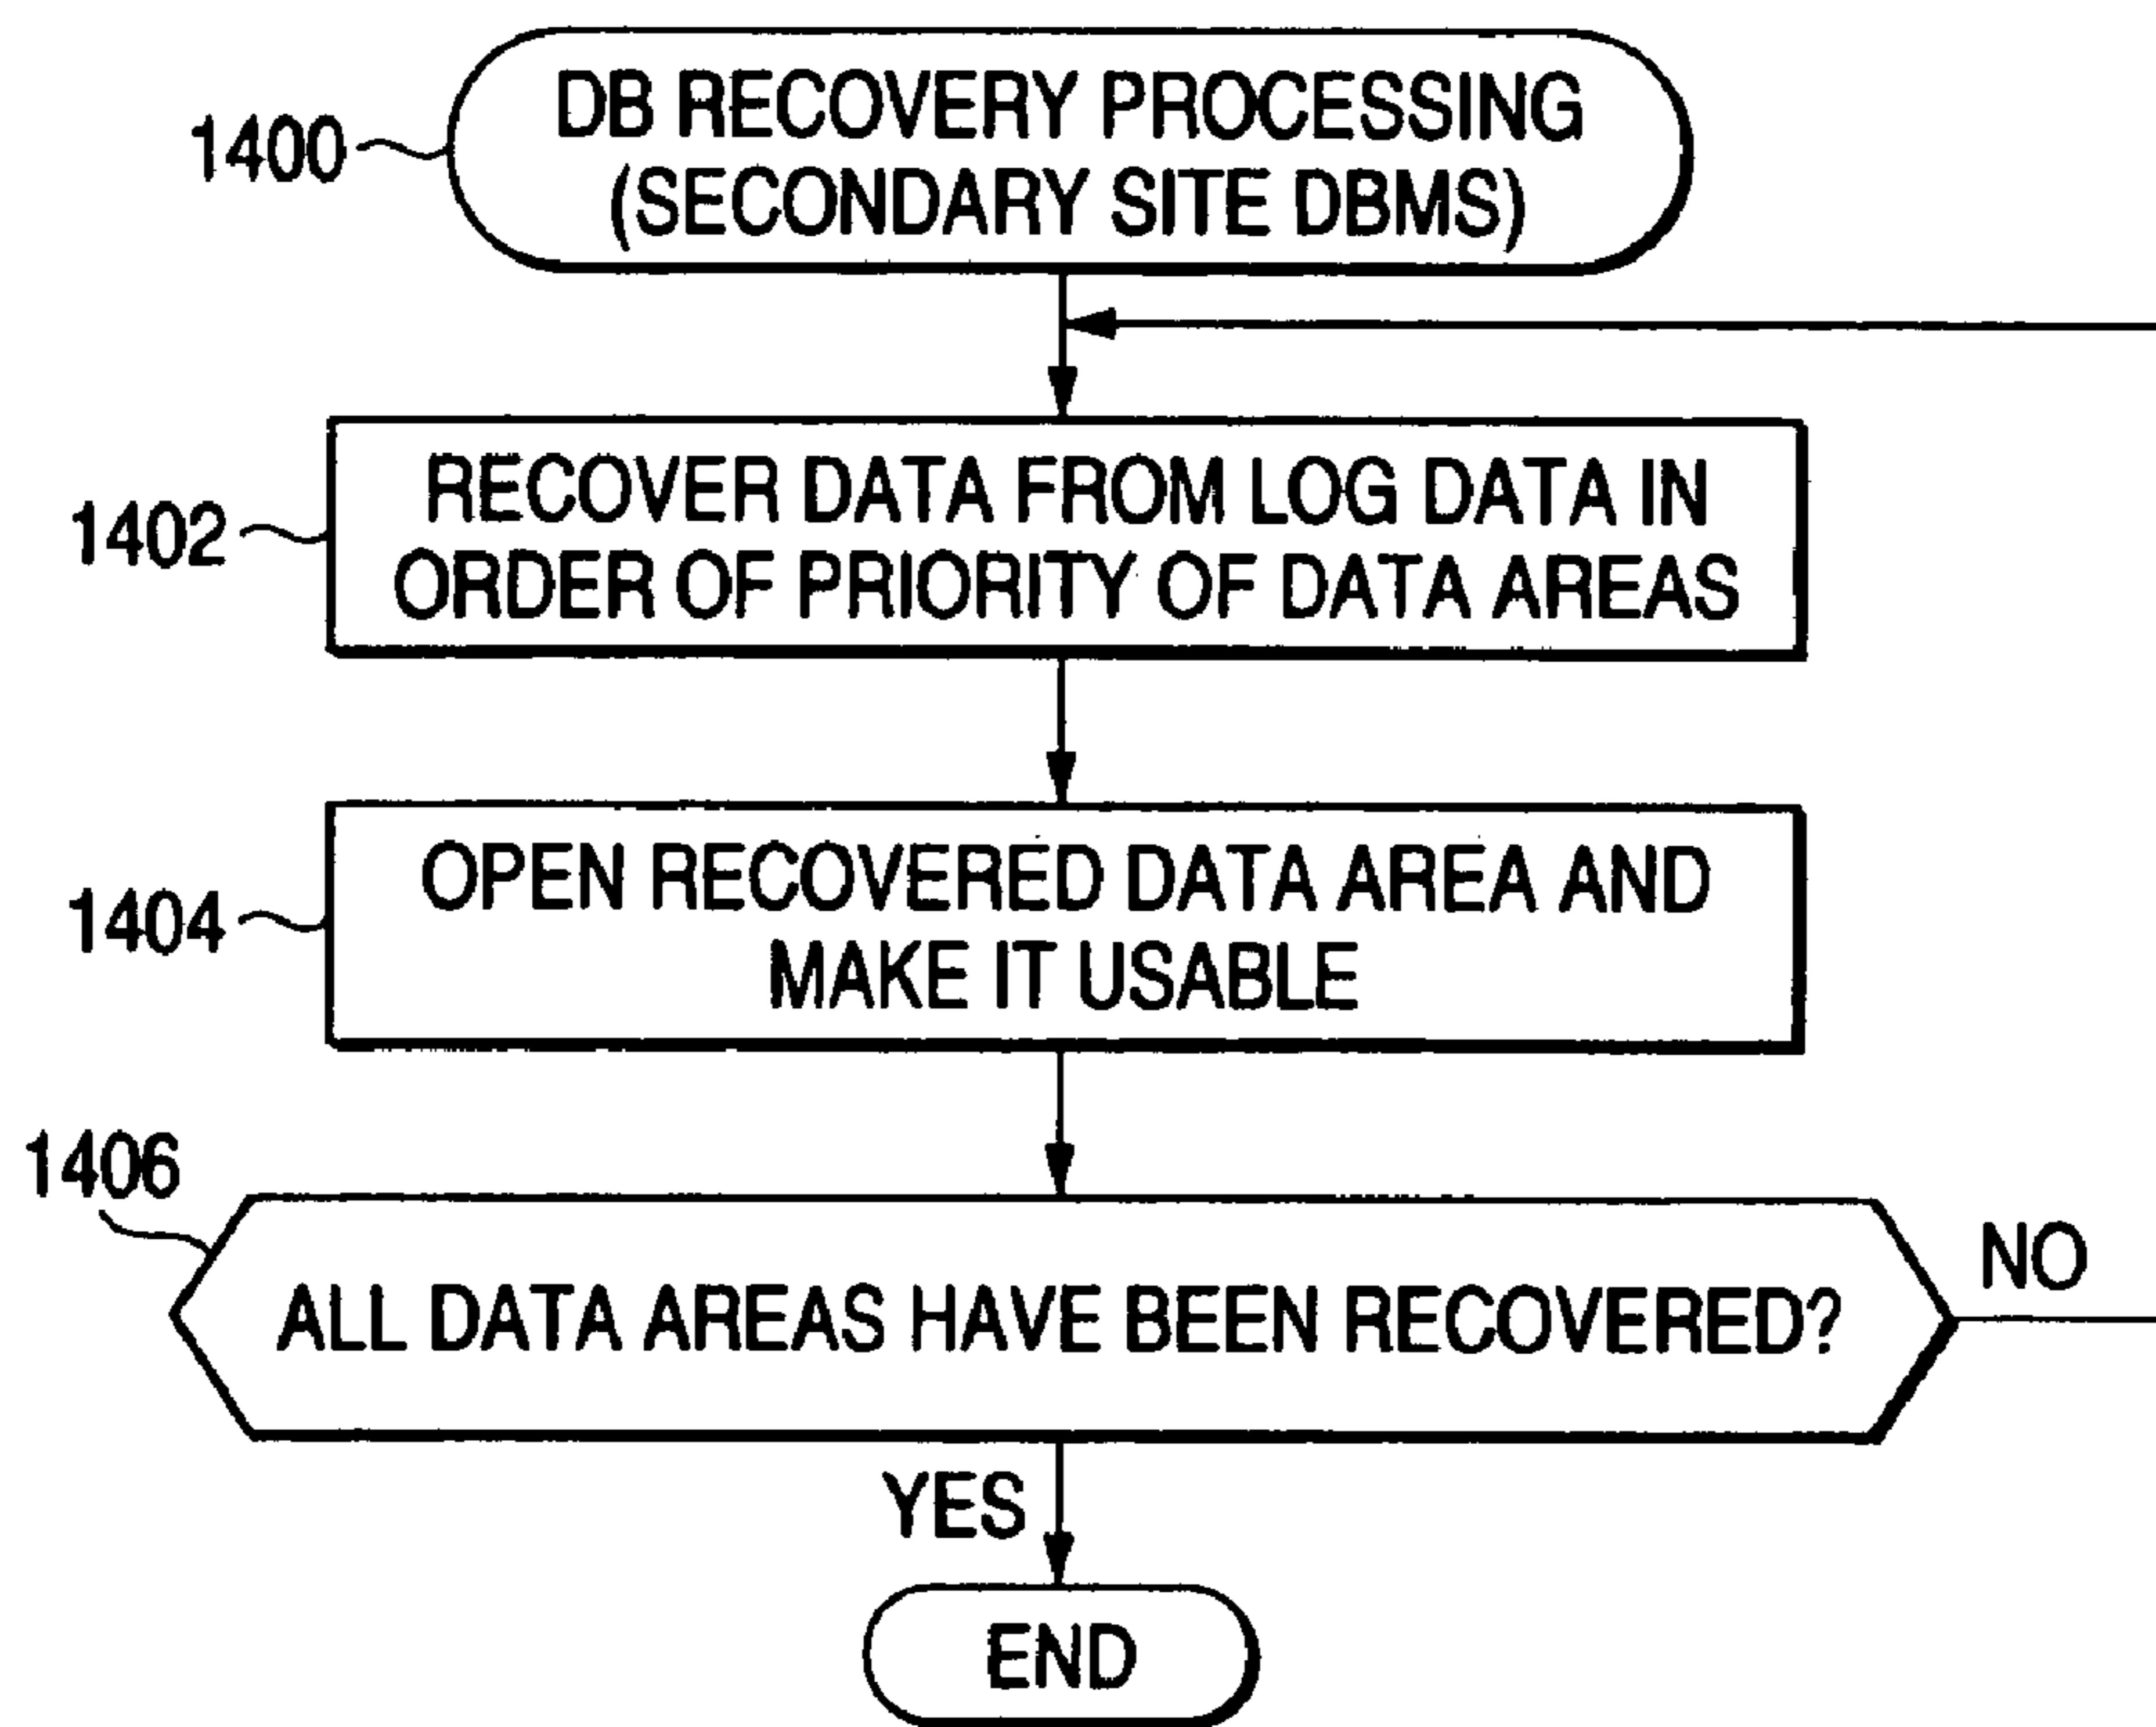 DB RECOVERY PROCESSING
(SECONDARY SITE DBMS)
1400
RECOVER DATA FROM LOG DATA IN
ORDER OF PRIORITY OF DATA AREAS
1402
OPEN RECOVERED DATA AREA AND
MAKE IT USABLE
1404
1406
ALL DATA AREAS HAVE BEEN RECOVERED?
NO
YES
END